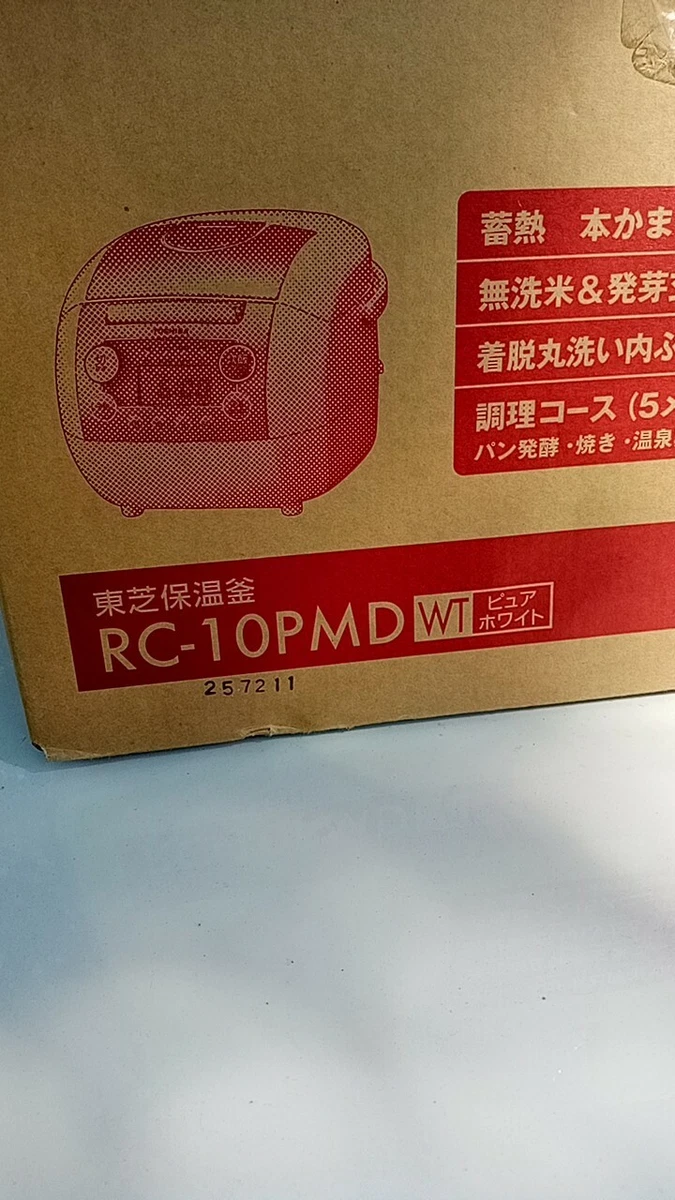 蓄熱 本かま
無洗米&発芽
着脱丸洗い内ふ
調理コース(5×
パン発酵・焼き・温泉
TOSHIBA
東芝保温釜
RC-10PMD WT ピュア
ホワイト
257211